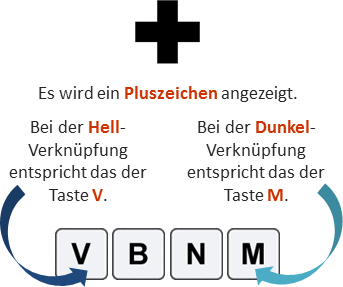 Es wird ein Pluszeichen angezeigt.
Bei der Hell-
Verknüpfung
entspricht das der
Taste V.
Bei der Dunkel-
Verknüpfung
entspricht das der
Taste M.
V B N M